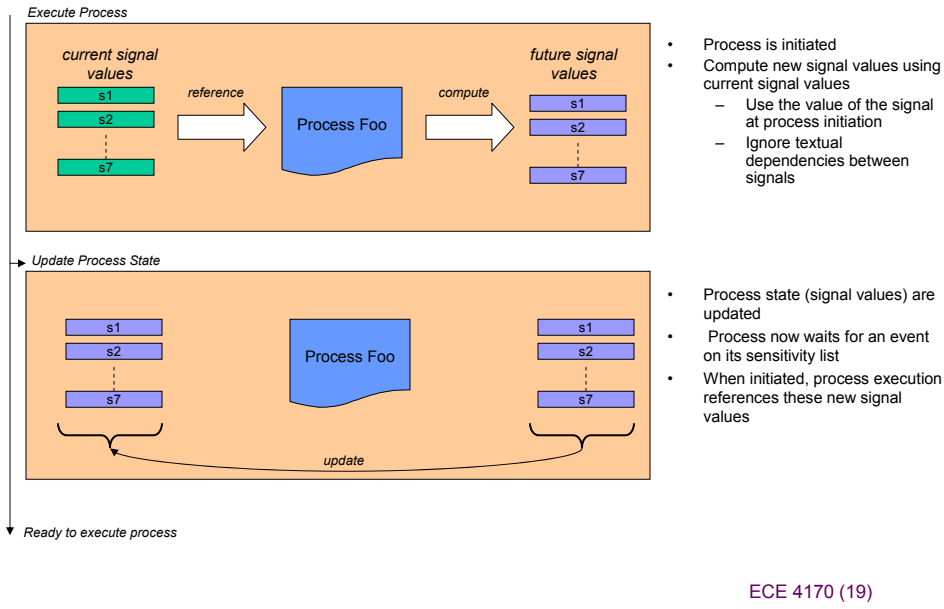 Execute Process
current signal
values
s1
s2
s7
reference
Process Foo
compute
future signal
values
s1
s2
s7
• Process is initiated
• Compute new signal values using
current signal values
– Use the value of the signal
at process initiation
– Ignore textual
dependencies between
signals
Update Process State
s1
s2
s7
Process Foo
s1
s2
s7
update
• Process state (signal values) are
updated
• Process now waits for an event
on its sensitivity list
• When initiated, process execution
references these new signal
values
Ready to execute process
ECE 4170 (19)